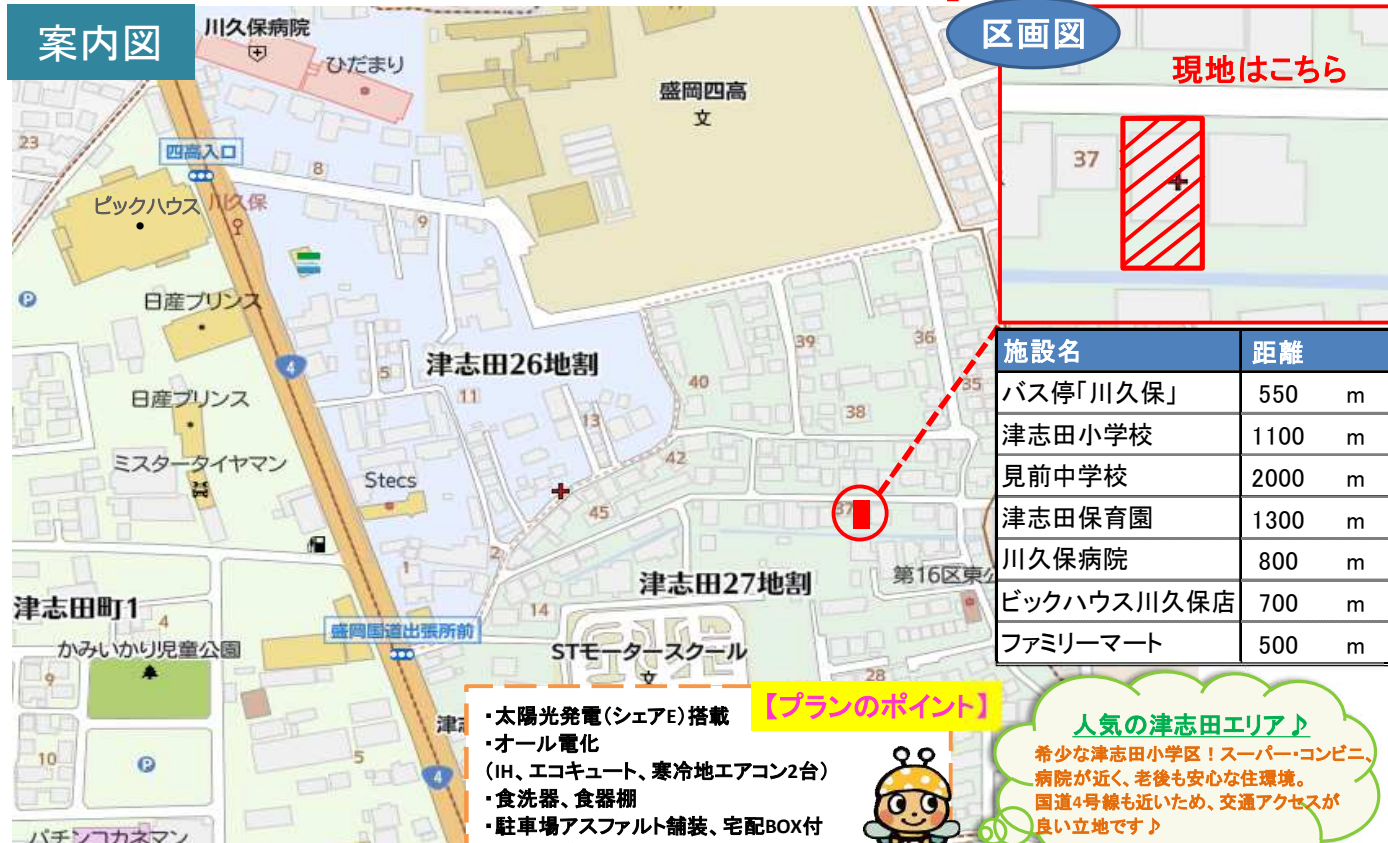 案内図
川久保病院
ひだまり
盛岡四高
文
23
四高入口
8
ビックハウス
川久保
9
日産プリンス
4
津志田26地割
5
11
13
39
36
40
35
38
日産プリンス
ミスタータイヤマン
Stecs
42
45
37
2
1
津志田27地割
第16区東公
14
津志田町1
4
盛岡国道出張所前
かみいかり児童公園
STモータースクール
文
9
28
10
5
4
パチンコカネマン
区画図
現地はこちら
37
施設名 距離
バス停「川久保」 550 m
津志田小学校 1100 m
見前中学校 2000 m
津志田保育園 1300 m
川久保病院 800 m
ビックハウス川久保店 700 m
ファミリーマート 500 m
【プランのポイント】
・太陽光発電(シェアE)搭載
・オール電化
(IH、エコキュート、寒冷地エアコン2台)
・食洗器、食器棚
・駐車場アスファルト舗装、宅配BOX付
人気の津志田エリア♪
希少な津志田小学区！スーパー・コンビニ、
病院が近く、老後も安心な住環境。
国道4号線も近いため、交通アクセスが
良い立地です♪